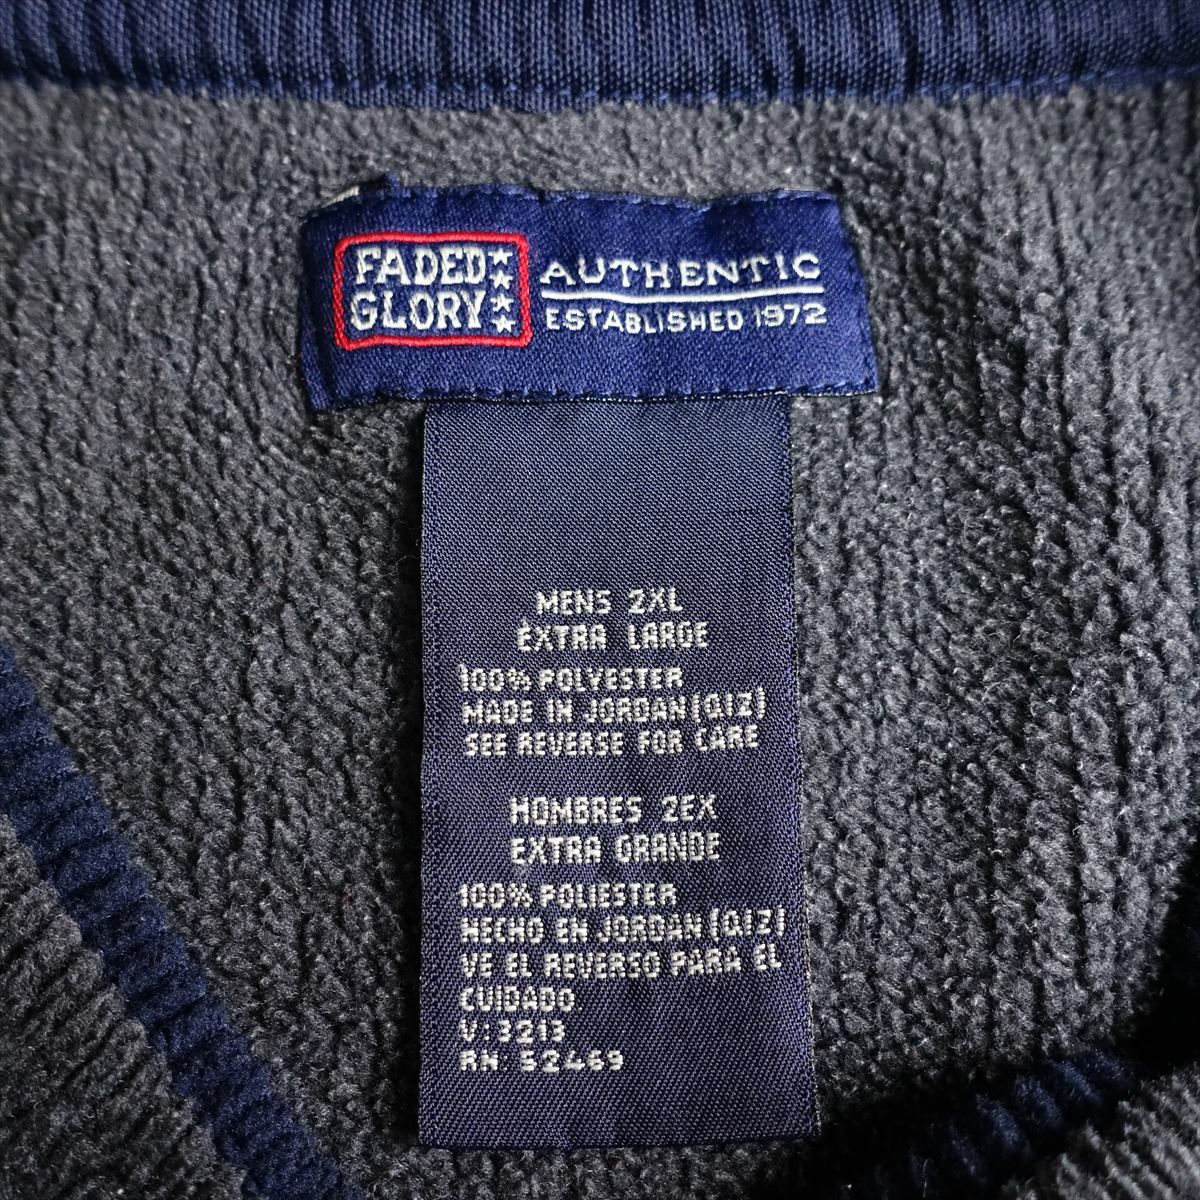 FADED
GLORY
AUTHENTIC
ESTABLISHED 1972
MENS 2XL
EXTRA LARGE
100% POLYESTER
MADE IN JORDAN(QIZ)
SEE REVERSE FOR CARE
HOMBRES 2EX
EXTRA GRANDE
100% POLIESTER
HECHO EN JORDAN(QIZ)
VE EL REVERSO PARA EL
CUIDADO
V:3213
RN. 52469